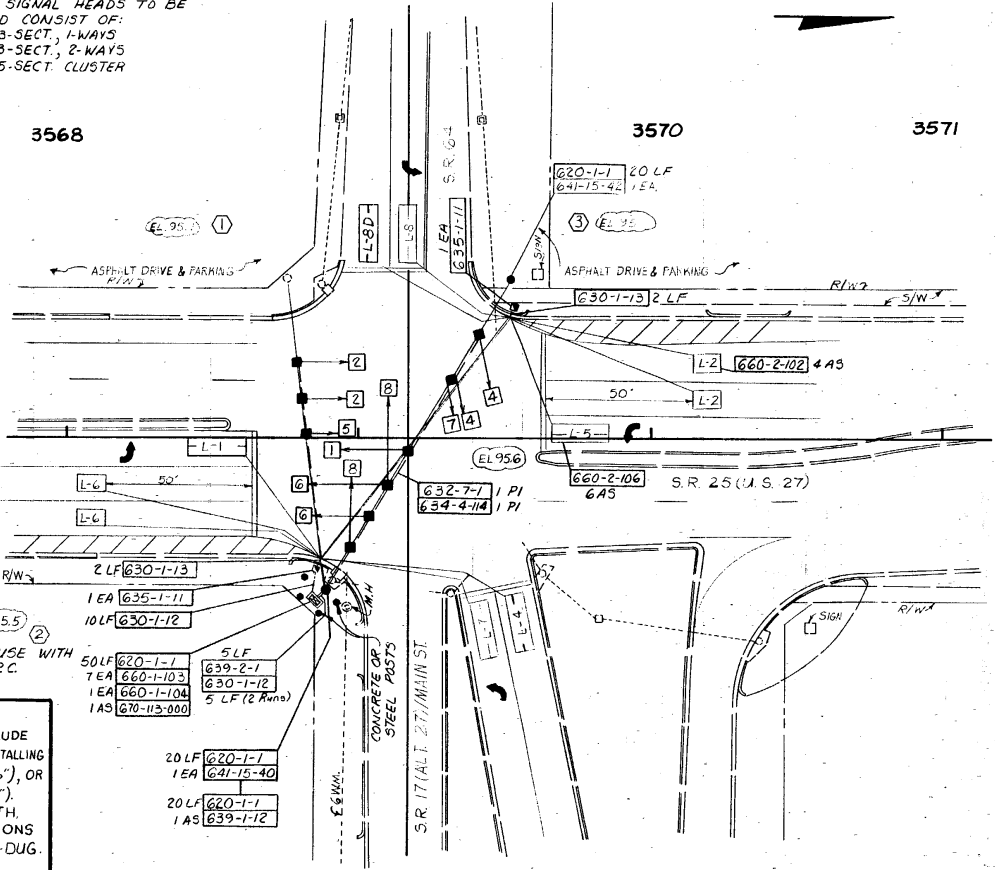 SIGNAL HEADS TO BE
D CONSIST OF:
3-SECT., 1-WAYS
3-SECT., 2-WAYS
5-SECT. CLUSTER
3568
3570
3571
S.R. 64
620-1-1 20 LF
641-15-42 1 EA.
EL 95. 1
L-8D
L-8
1 EA
635-1-11
3 EL 95
SIGN
ASPHALT DRIVE & PARKING
R/W
ASPHALT DRIVE & PARKING
R/W
S/W
630-1-13 2 LF
2
8
4
L-2 660-2-102 4 AS
2
7 4
50'
L-2
5
L-1
1
L-5
EL 95.6
8
L-6 50'
6
632-7-1 1 PI
634-4-114 1 PI
660-2-106
6 AS
S.R. 25 (U.S. 27)
L-6
6
R/W
2 LF 630-1-13
M.H.
1 EA 635-1-11
10 LF 630-1-12
L-7
L-4
SIGN
R/W
5.5
2
USE WITH
2C.
50 LF 620-1-1
7 EA 660-1-103
1 EA 660-1-104
1 AS 670-113-000
5 LF
639-2-1
630-1-12
5 LF (2 Runs)
CONCRETE OR
STEEL POSTS
S.R. 17 (ALT. 27)/MAIN ST.
UDE
TALLING
"), OR
").
TH,
ONS
-DUG.
20 LF 620-1-1
1 EA 641-15-40
20 LF 620-1-1
1 AS 639-1-12
£ 6" W.M.